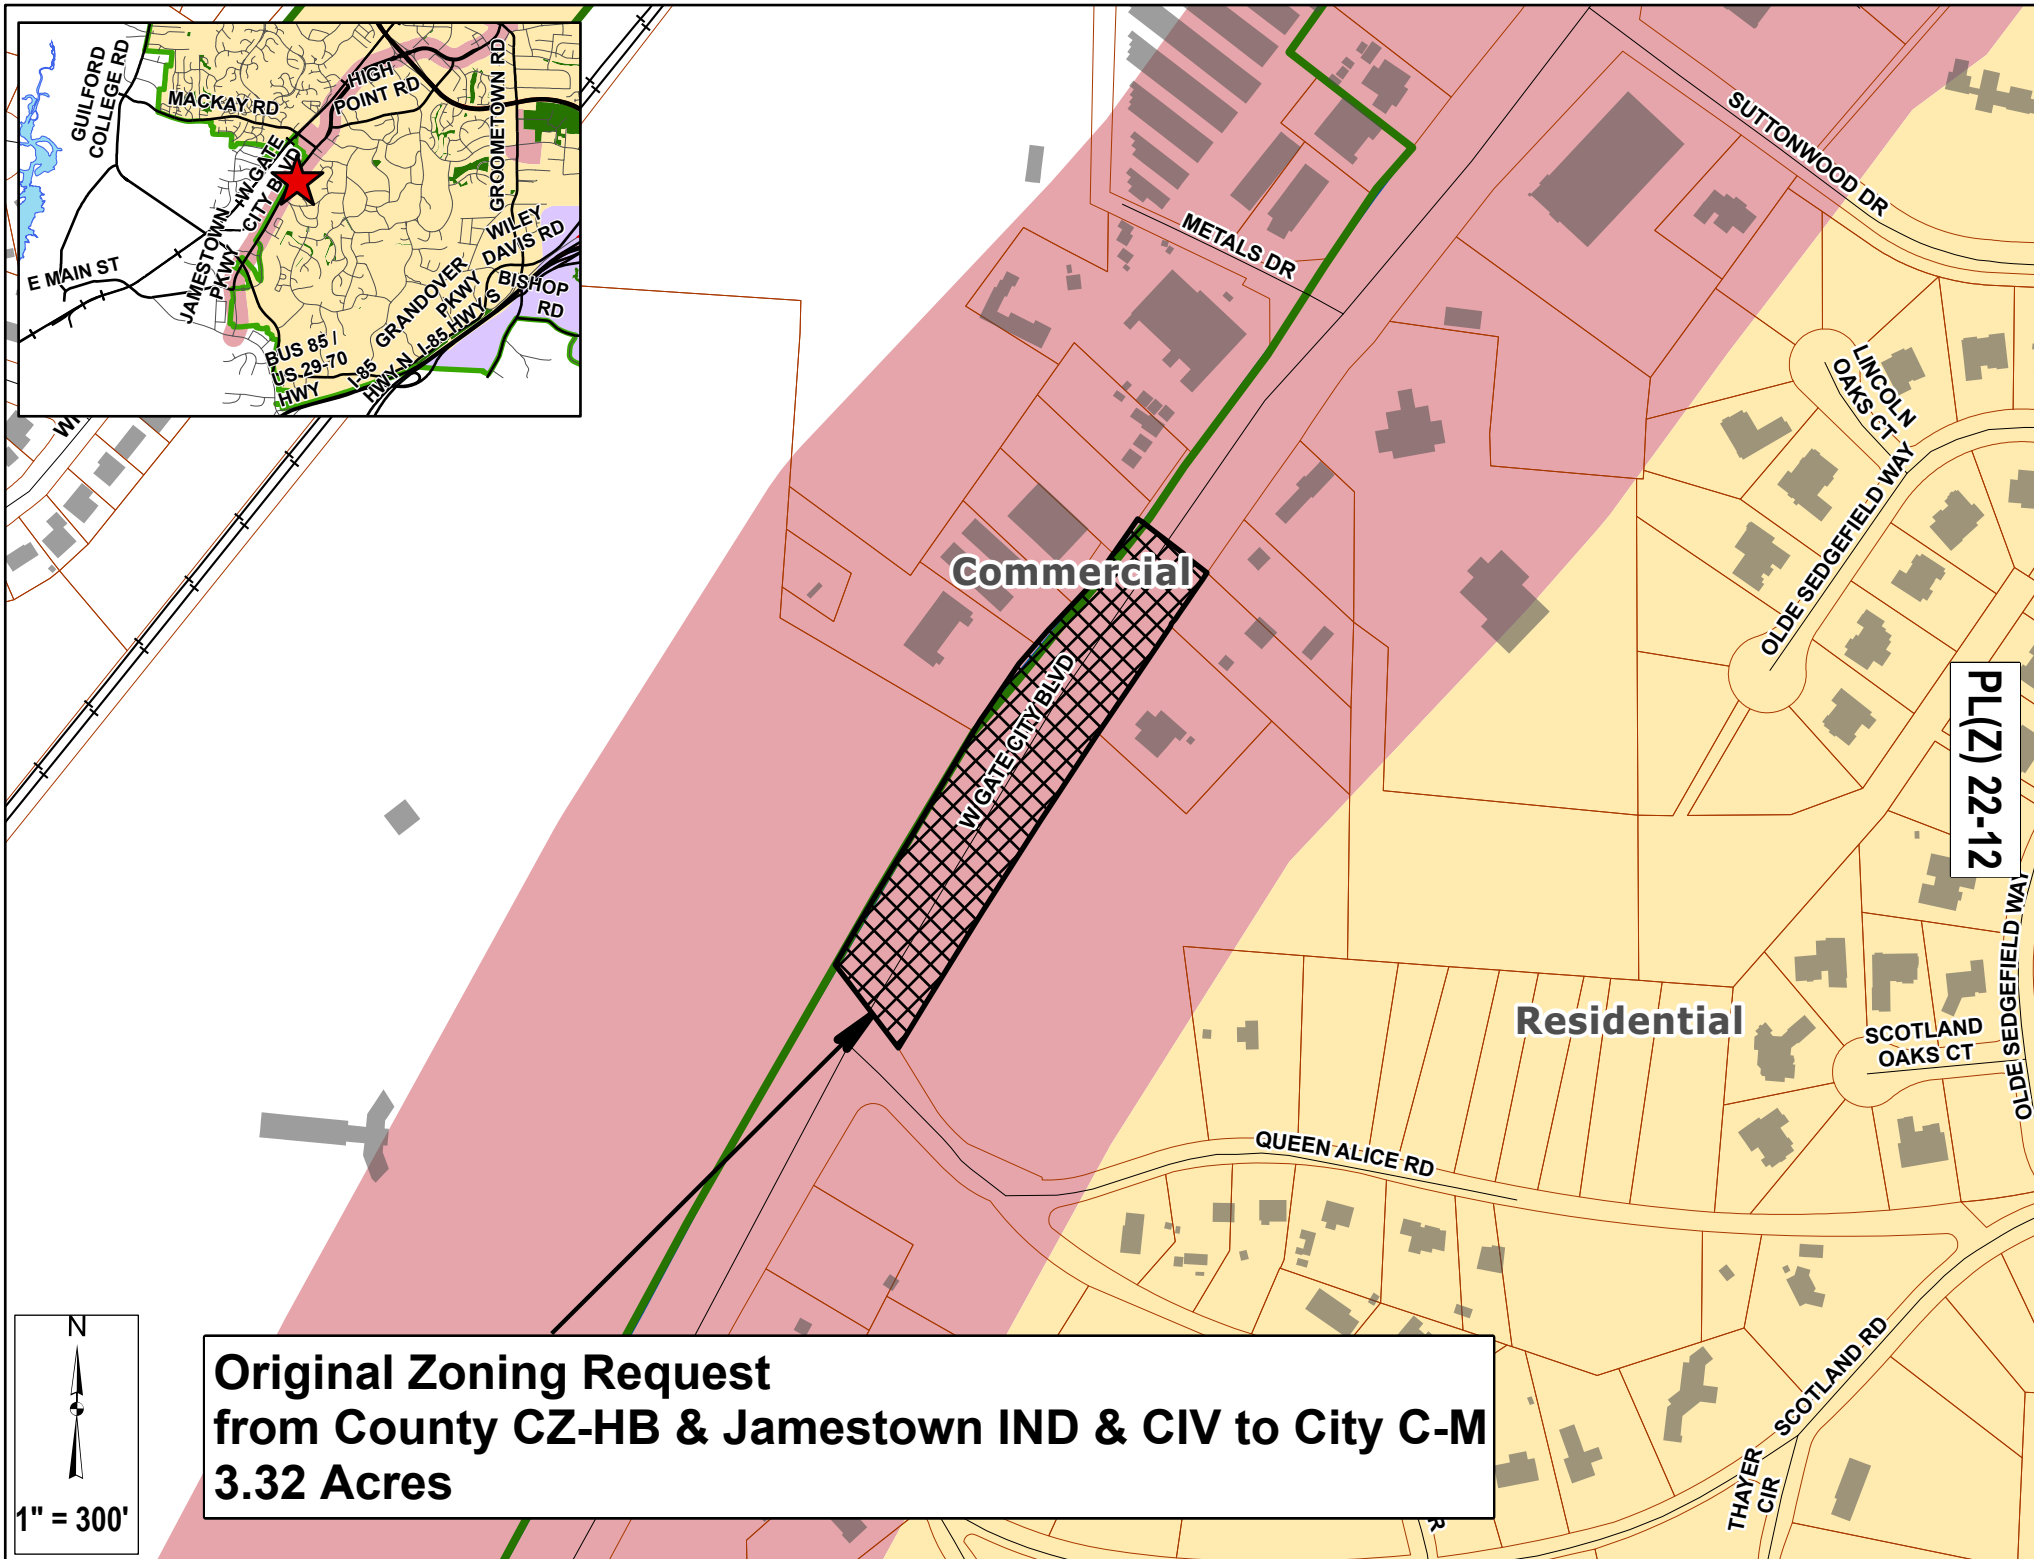 GUILFORD
COLLEGE RD
MACKAY RD
HIGH
POINT RD
GROOMETOWN RD
W GATE
CITY BLVD
JAMESTOWN
PKWY
E MAIN ST
WILEY
DAVIS RD
GRANDOVER
PKWY
BISHOP
RD
I-85 HWY S
I-85
HWY N
BUS 85 /
US 29-70
HWY
SUTTONWOOD DR
METALS DR
LINCOLN
OAKS CT
OLDE SEDGEFIELD WAY
Commercial
W GATE CITY BLVD
PL(Z) 22-12
OLDE SEDGEFIELD WAY
Residential
SCOTLAND
OAKS CT
QUEEN ALICE RD
SCOTLAND RD
THAYER
CIR
N
1" = 300'
Original Zoning Request
from County CZ-HB & Jamestown IND & CIV to City C-M
3.32 Acres